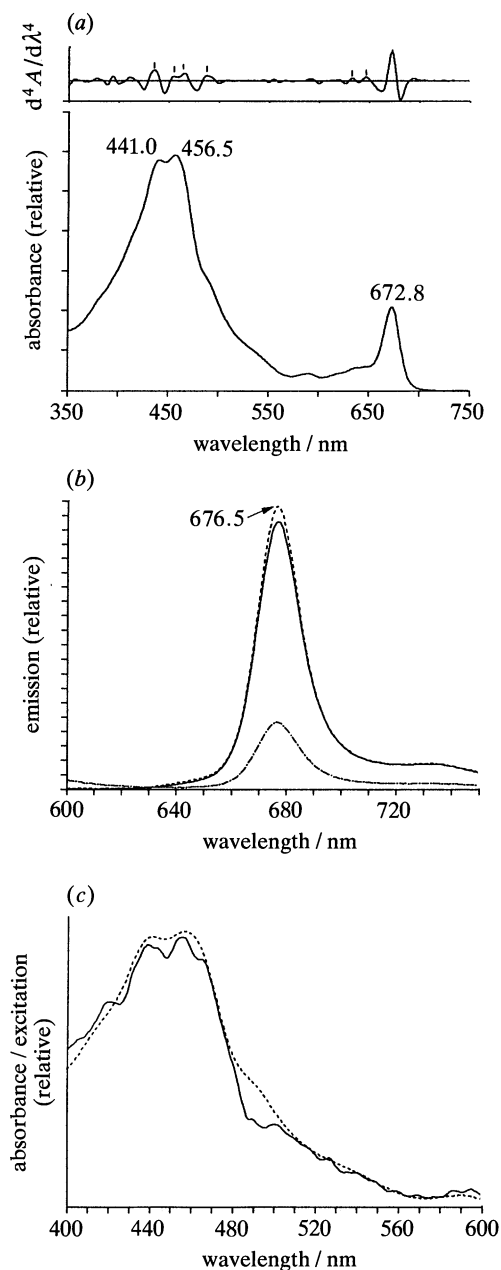 (a)
d⁴A/dλ⁴
absorbance (relative)
441.0
456.5
672.8
350 450 550 650 750
wavelength / nm
(b)
emission (relative)
676.5
600 640 680 720
wavelength / nm
(c)
absorbance / excitation
(relative)
400 440 480 520 560 600
wavelength / nm